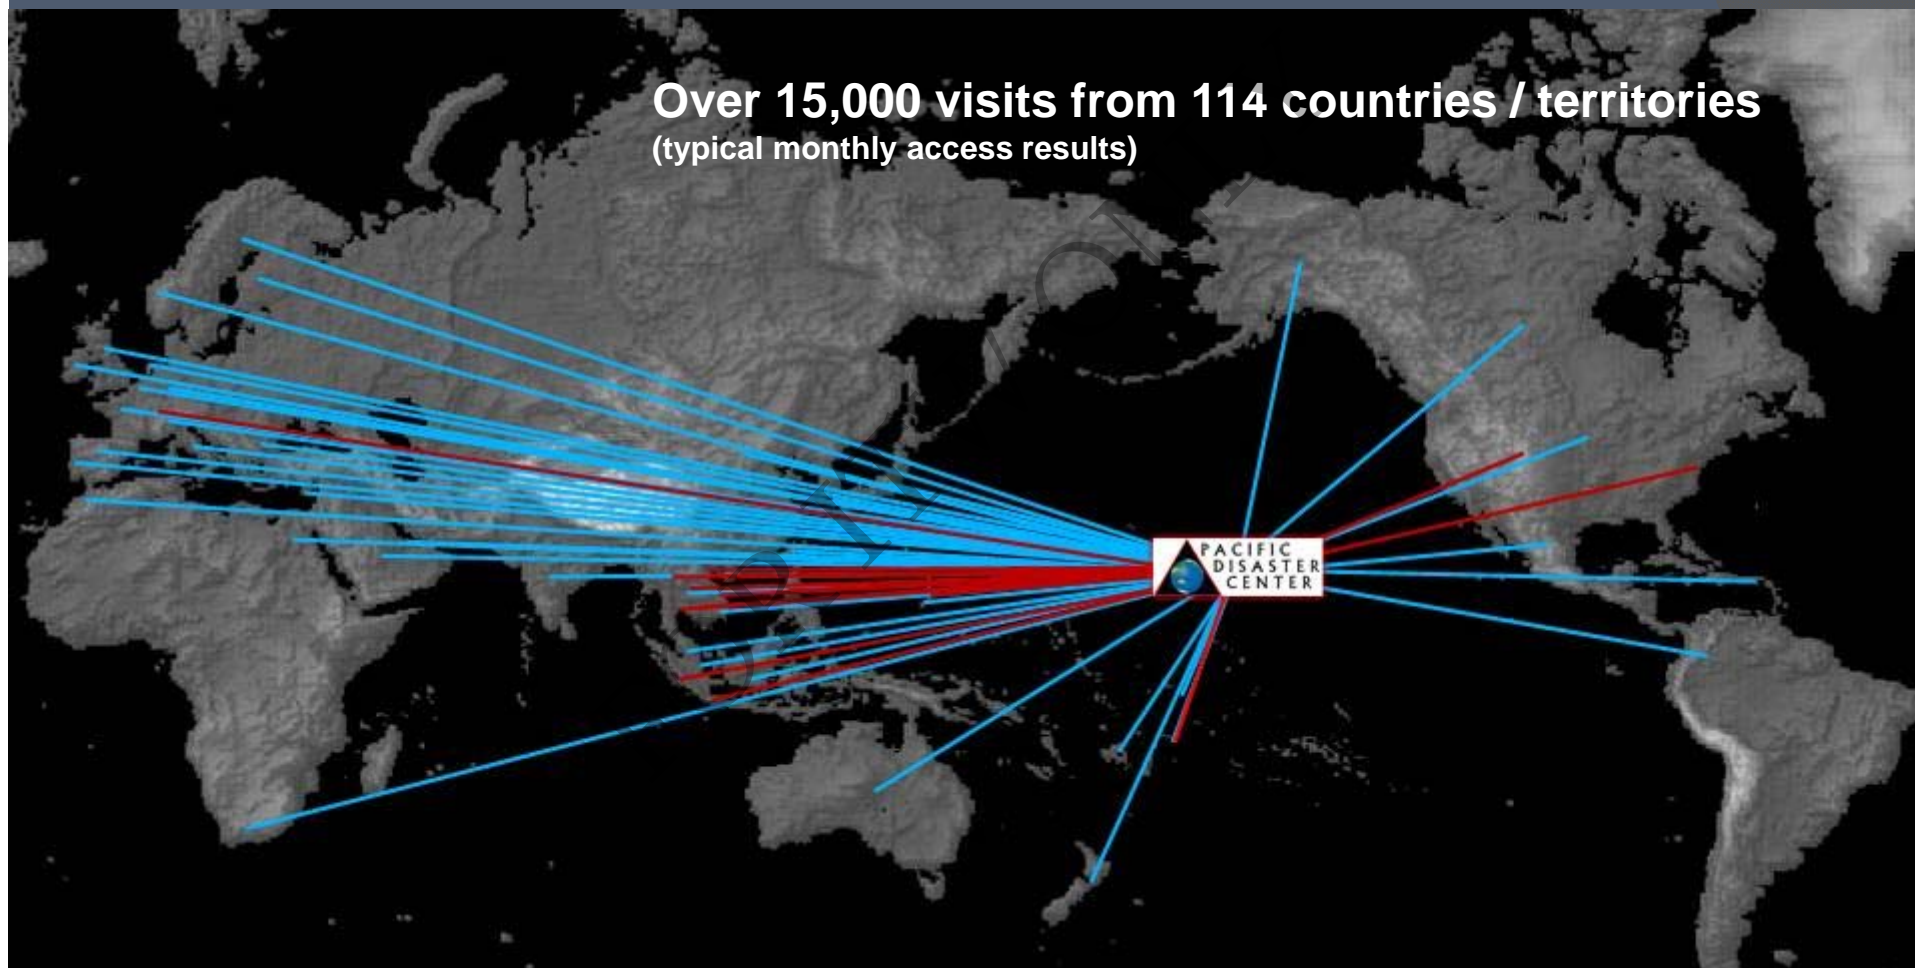 Over 15,000 visits from 114 countries / territories
(typical monthly access results)
PACIFIC
DISASTER
CENTER